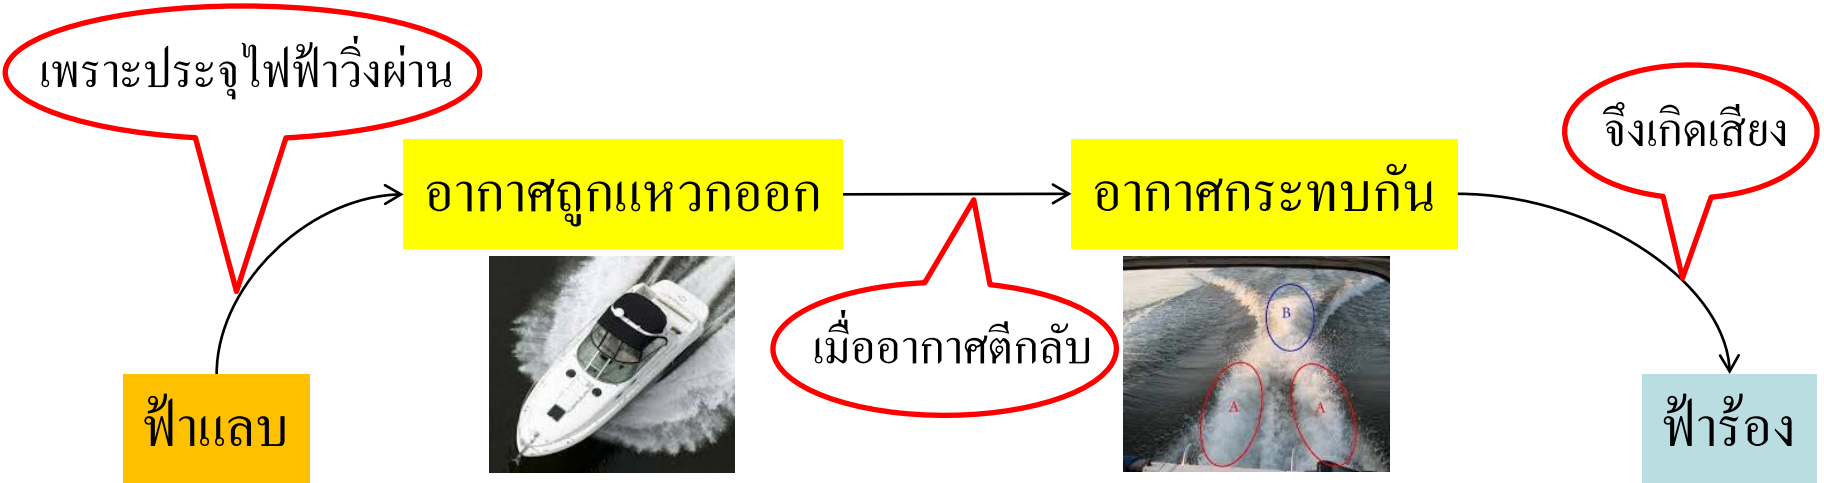 เพราะประจุไฟฟ้าวิ่งผ่าน
จึงเกิดเสียง
อากาศถูกแหวกออก
อากาศกระทบกัน
เมื่ออากาศตีกลับ
B
A
A
ฟ้าแลบ
ฟ้าร้อง